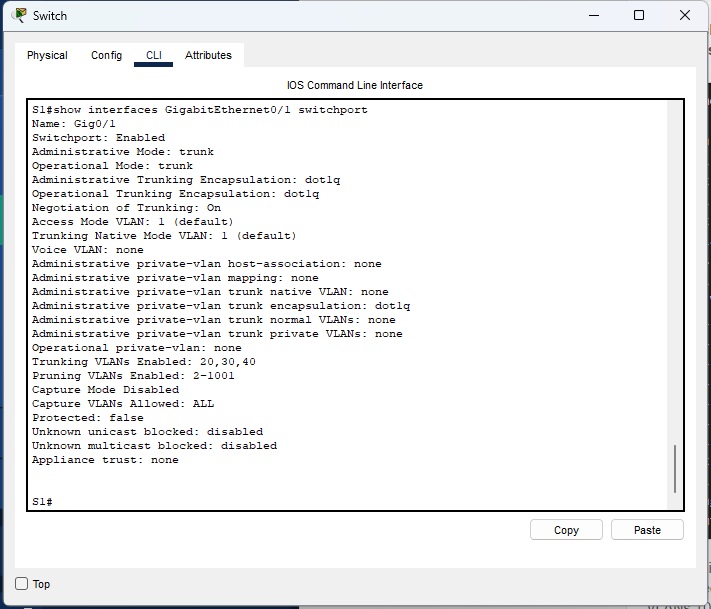 Switch
Physical Config CLI Attributes
IOS Command Line Interface
S1#show interfaces GigabitEthernet0/1 switchport
Name: Gig0/1
Switchport: Enabled
Administrative Mode: trunk
Operational Mode: trunk
Administrative Trunking Encapsulation: dot1q
Operational Trunking Encapsulation: dot1q
Negotiation of Trunking: On
Access Mode VLAN: 1 (default)
Trunking Native Mode VLAN: 1 (default)
Voice VLAN: none
Administrative private-vlan host-association: none
Administrative private-vlan mapping: none
Administrative private-vlan trunk native VLAN: none
Administrative private-vlan trunk encapsulation: dot1q
Administrative private-vlan trunk normal VLANs: none
Administrative private-vlan trunk private VLANs: none
Operational private-vlan: none
Trunking VLANs Enabled: 20,30,40
Pruning VLANs Enabled: 2-1001
Capture Mode Disabled
Capture VLANs Allowed: ALL
Protected: false
Unknown unicast blocked: disabled
Unknown multicast blocked: disabled
Appliance trust: none
S1#
Copy Paste
Top